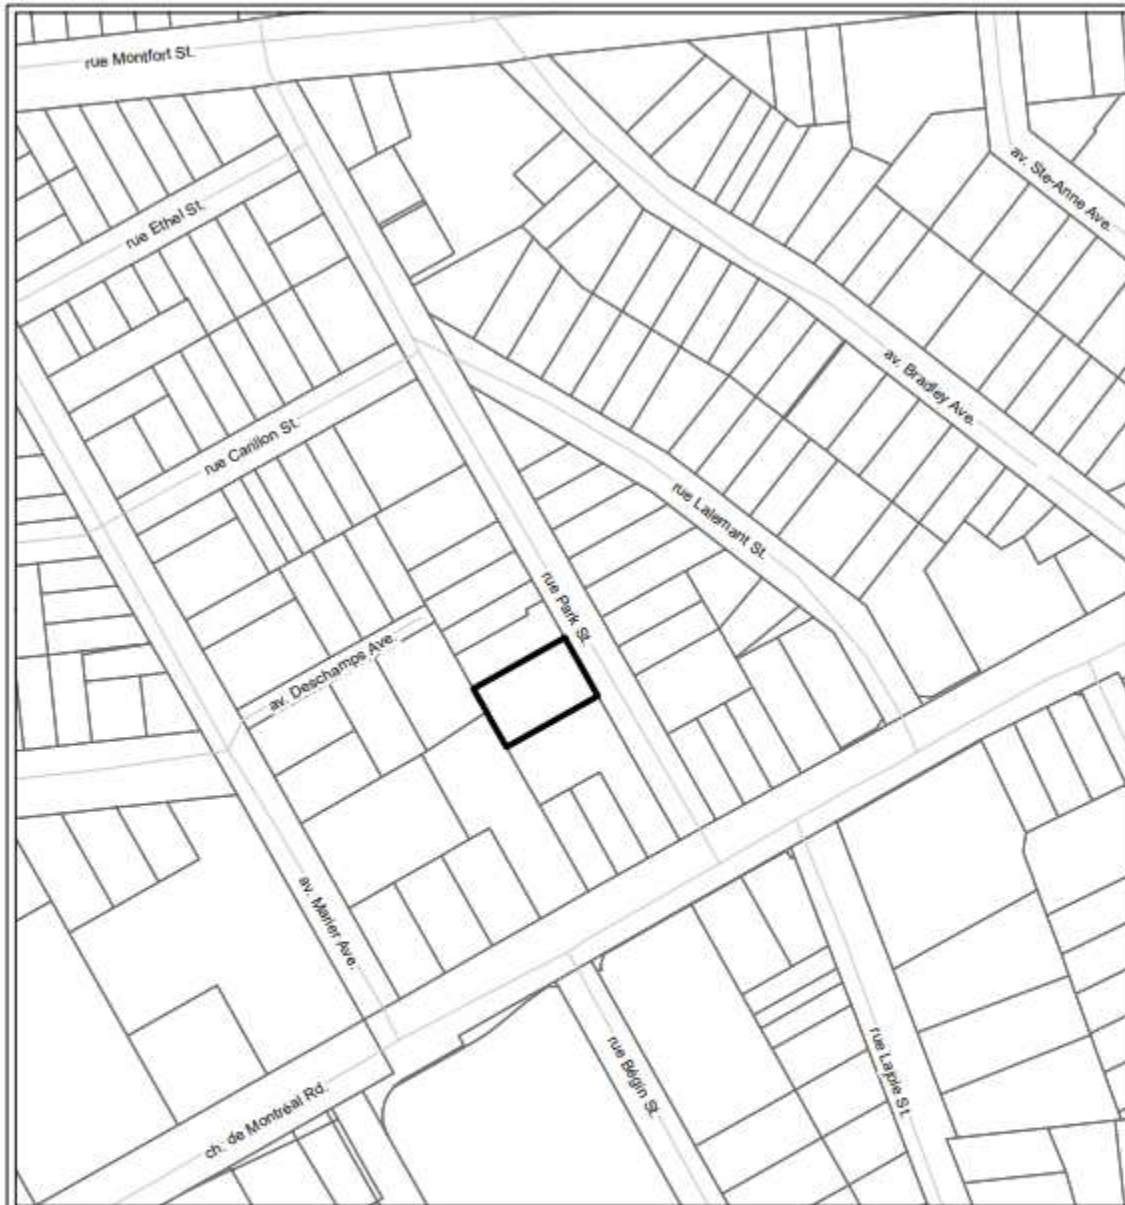 rue Montfort St.
av. Ste-Anne Ave.
rue Ethel St.
av. Bradley Ave.
rue Carillon St.
rue Lalemant St.
rue Park St.
av. Deschamps Ave.
av. Marier Ave.
rue Bégin St.
rue Lajoie St.
ch. de Montréal Rd.